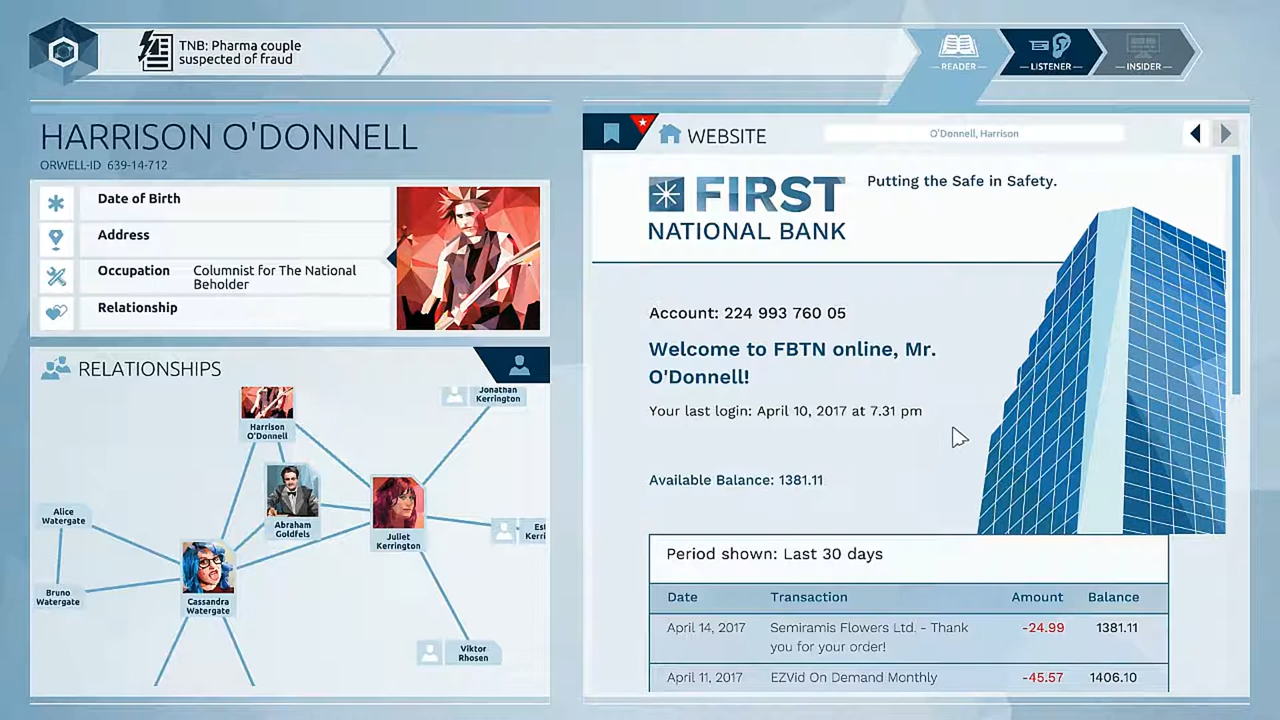 TNB: Pharma couple
suspected of fraud
— READER —
— LISTENER —
— INSIDER —
HARRISON O'DONNELL
ORWELL-ID 639-14-712
Date of Birth
Address
Occupation Columnist for The National
Beholder
Relationship
RELATIONSHIPS
Harrison
O'Donnell
Jonathan
Kerrington
Abraham
Goldfels
Juliet
Kerrington
Alice
Watergate
Bruno
Watergate
Cassandra
Watergate
Viktor
Rhosen
WEBSITE
O'Donnell, Harrison
FIRST
NATIONAL BANK
Putting the Safe in Safety.
Account: 224 993 760 05
Welcome to FBTN online, Mr.
O'Donnell!
Your last login: April 10, 2017 at 7.31 pm
Available Balance: 1381.11
Period shown: Last 30 days
Date Transaction Amount Balance
April 14, 2017 Semiramis Flowers Ltd. - Thank -24.99 1381.11
you for your order!
April 11, 2017 EZVid On Demand Monthly -45.57 1406.10